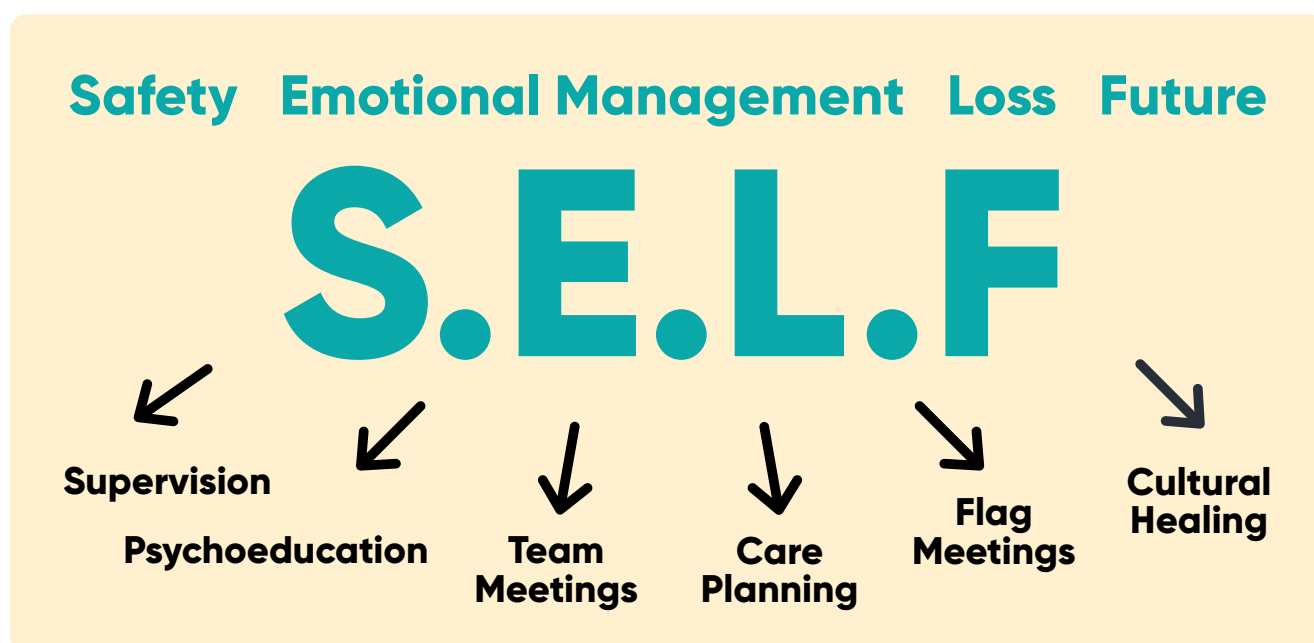 Safety Emotional Management Loss Future
S.E.L.F
Supervision
Psychoeducation
Team
Meetings
Care
Planning
Flag
Meetings
Cultural
Healing